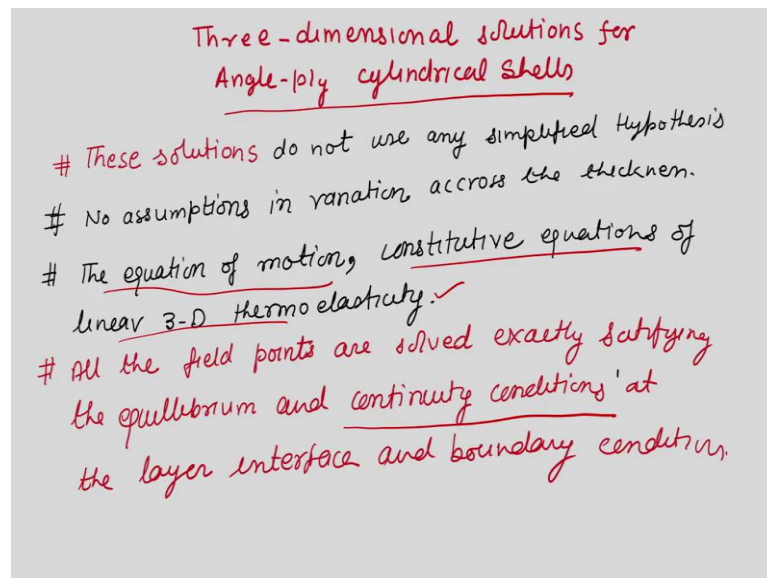 Three-dimensional solutions for
Angle-ply cylindrical shells
# These solutions do not use any simplified Hypothesis
# No assumptions in variation accross the thickness.
# The equation of motion, constitutive equations of
linear 3-D thermoelasticity. ✓
# All the field points are solved exactly satisfying
the equillibrium and continuity conditions at
the layer interface and boundary conditions.